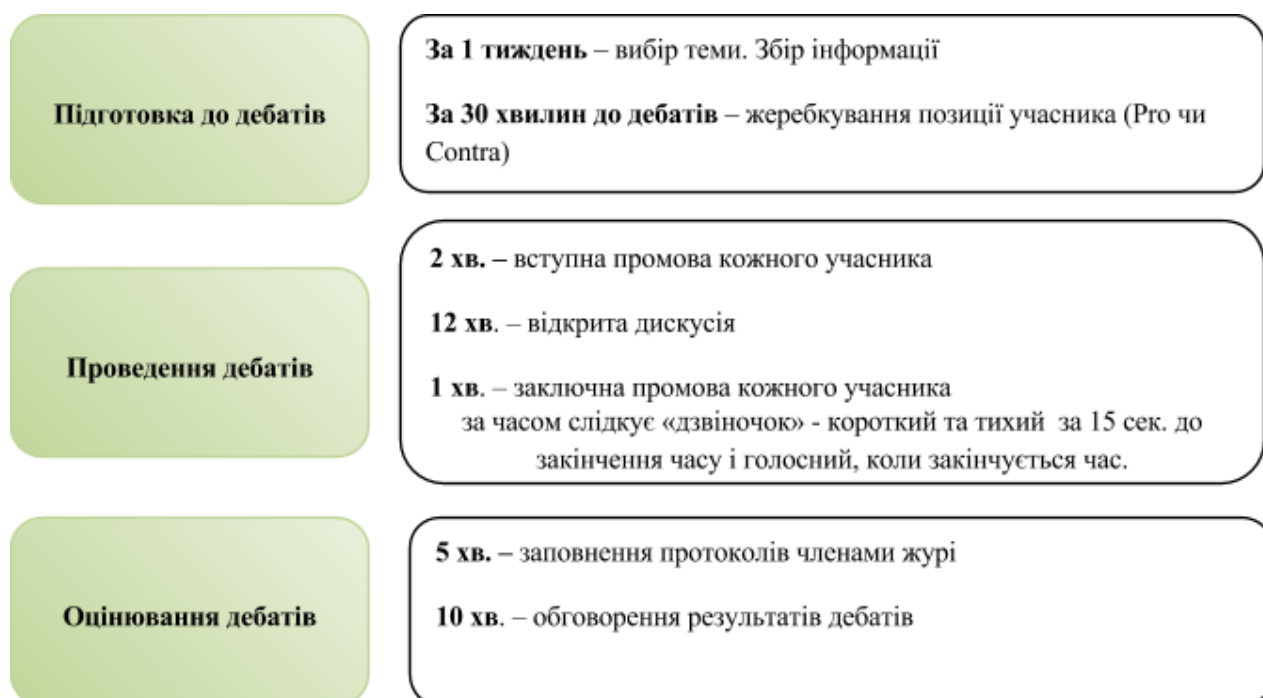 Підготовка до дебатів
За 1 тиждень – вибір теми. Збір інформації
За 30 хвилин до дебатів – жеребкування позиції учасника (Pro чи
Contra)
Проведення дебатів
2 хв. – вступна промова кожного учасника
12 хв. – відкрита дискусія
1 хв. – заключна промова кожного учасника
за часом слідкує «дзвіночок» - короткий та тихий за 15 сек. до
закінчення часу і голосний, коли закінчується час.
Оцінювання дебатів
5 хв. – заповнення протоколів членами журі
10 хв. – обговорення результатів дебатів